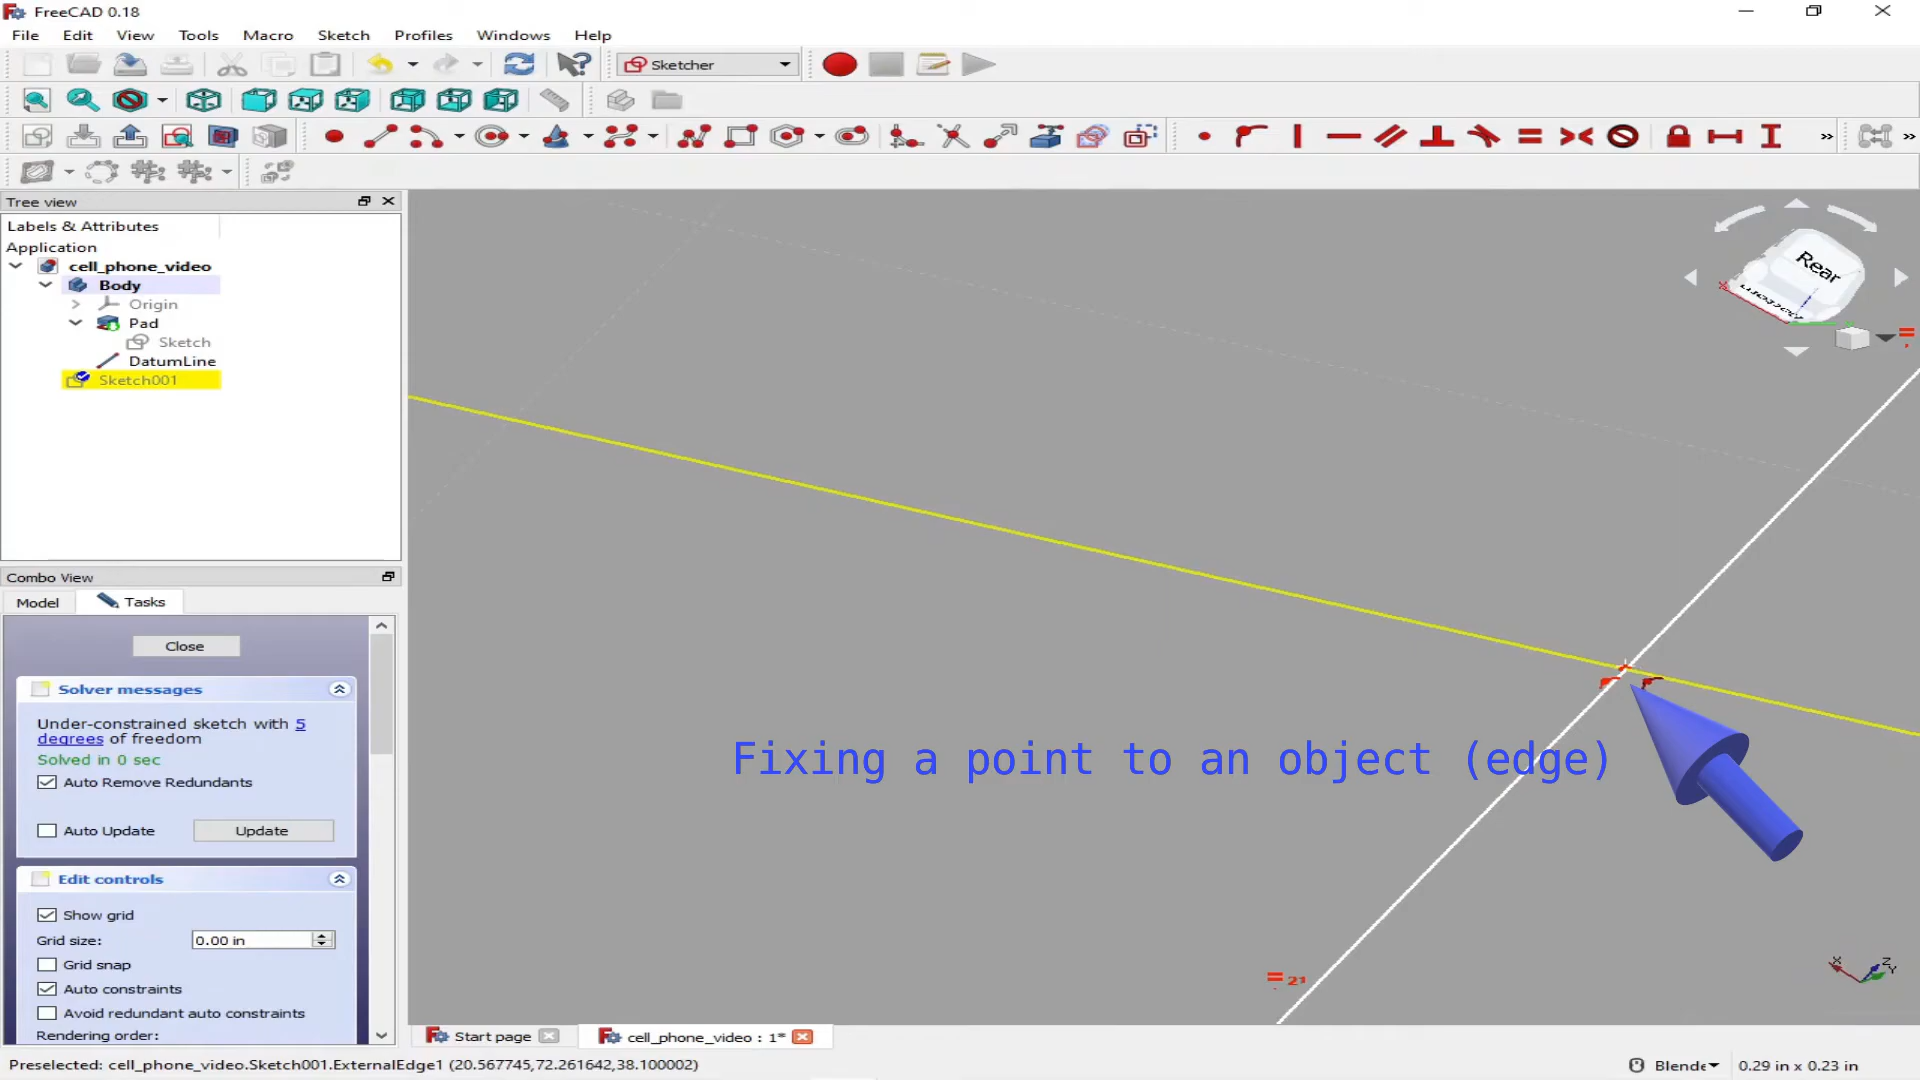 FreeCAD 0.18
File Edit View Tools Macro Sketch Profiles Windows Help
Sketcher
Tree view
Labels & Attributes
Application
cell_phone_video
Body
Origin
Pad
Sketch
DatumLine
Sketch001
Combo View
Model Tasks
Close
Solver messages
Under-constrained sketch with 5
degrees of freedom
Solved in 0 sec
Auto Remove Redundants
Auto Update Update
Edit controls
Show grid
Grid size: 0.00 in
Grid snap
Auto constraints
Avoid redundant auto constraints
Rendering order:
Rear
Fixing a point to an object (edge)
21
X Z Y
Start page cell_phone_video : 1*
Preselected: cell_phone_video.Sketch001.ExternalEdge1 (20.567745,72.261642,38.100002)
Blende 0.29 in x 0.23 in